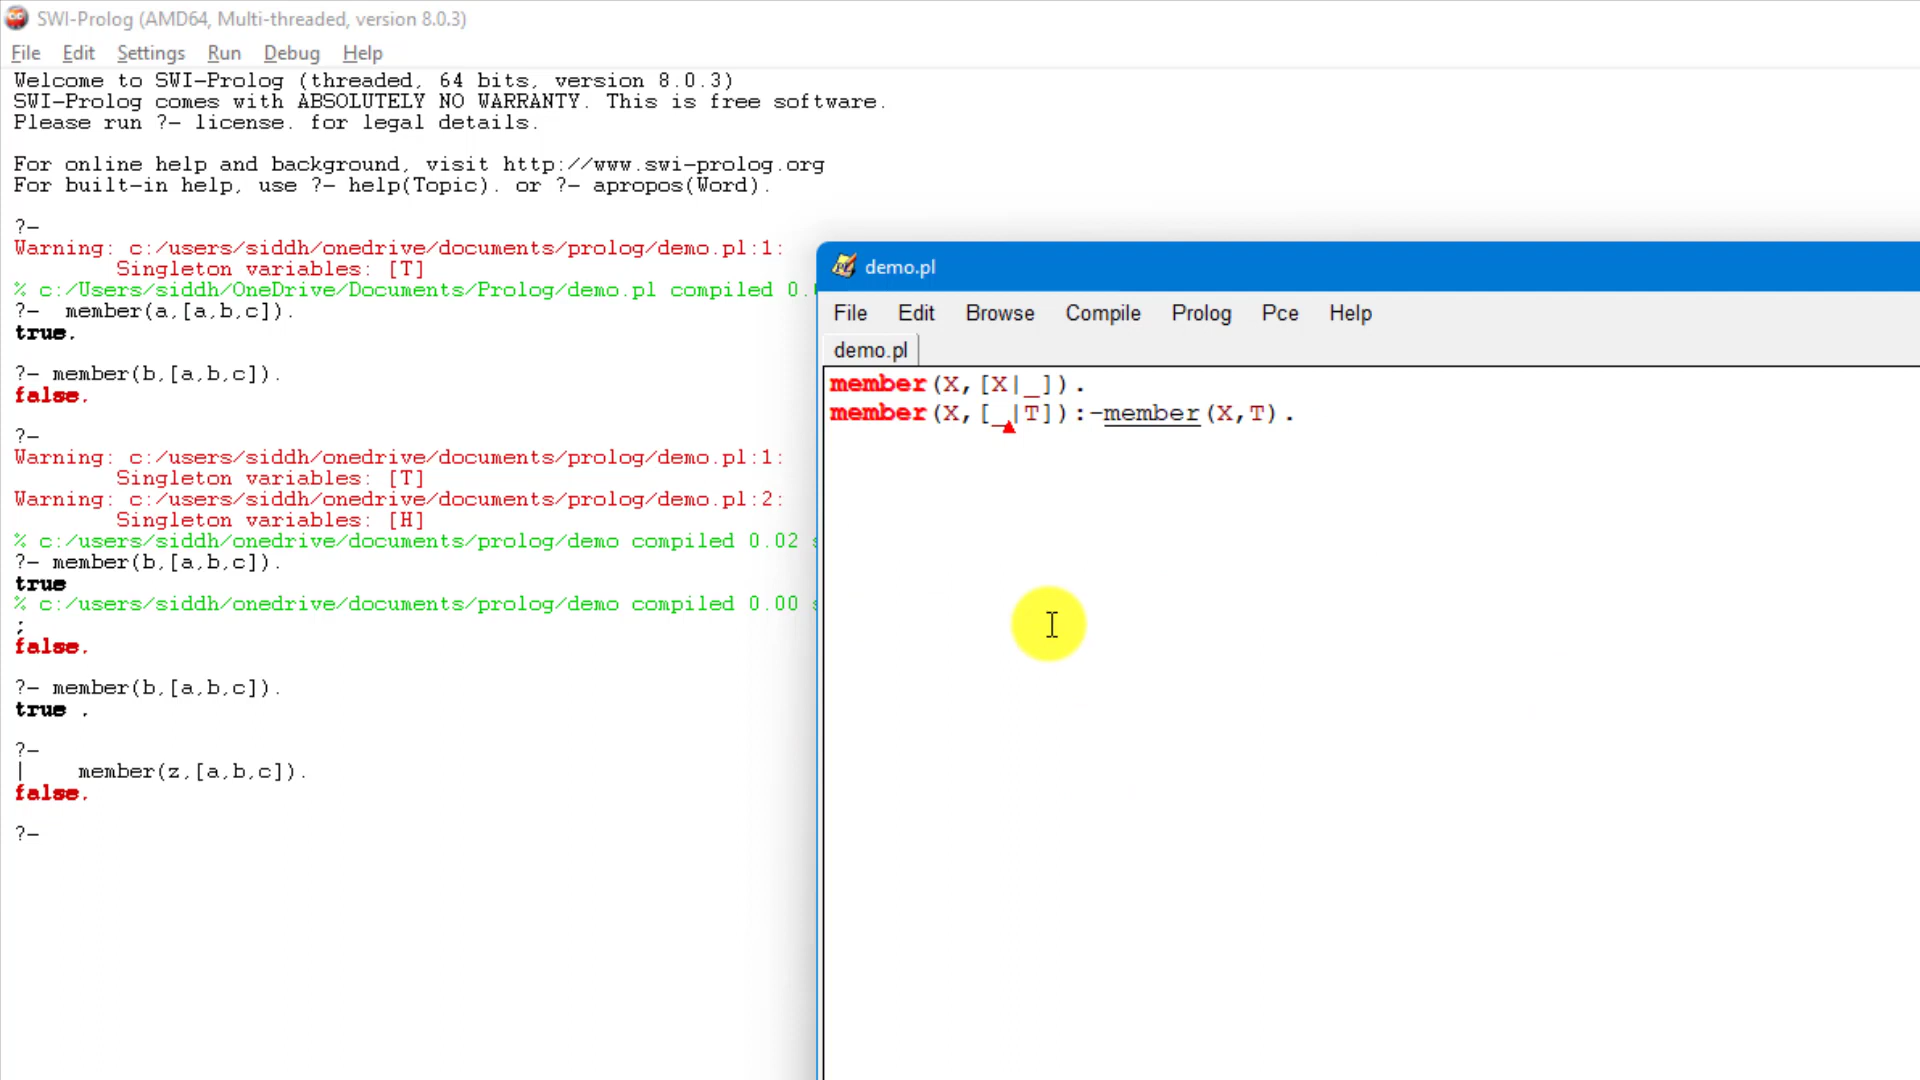 SWI-Prolog (AMD64, Multi-threaded, version 8.0.3)
File Edit Settings Run Debug Help
Welcome to SWI-Prolog (threaded, 64 bits, version 8.0.3)
SWI-Prolog comes with ABSOLUTELY NO WARRANTY. This is free software.
Please run ?- license. for legal details.
For online help and background, visit http://www.swi-prolog.org
For built-in help, use ?- help(Topic). or ?- apropos(Word).
?-
Warning: c:/users/siddh/onedrive/documents/prolog/demo.pl:1:
Singleton variables: [T]
% c:/Users/siddh/OneDrive/Documents/Prolog/demo.pl compiled 0.
?- member(a,[a,b,c]).
true.
?- member(b,[a,b,c]).
false.
?-
Warning: c:/users/siddh/onedrive/documents/prolog/demo.pl:1:
Singleton variables: [T]
Warning: c:/users/siddh/onedrive/documents/prolog/demo.pl:2:
Singleton variables: [H]
% c:/users/siddh/onedrive/documents/prolog/demo compiled 0.02
?- member(b,[a,b,c]).
true
% c:/users/siddh/onedrive/documents/prolog/demo compiled 0.00
;
false.
?- member(b,[a,b,c]).
true .
?-
| member(z,[a,b,c]).
false.
?-
demo.pl
File Edit Browse Compile Prolog Pce Help
demo.pl
member(X,[X|_]).
member(X,[_|T]):-member(X,T).